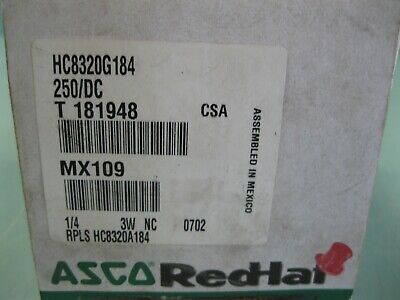 HC8320G184
250/DC
T 181948 CSA
MX109
1/4 3W NC 0702
RPLS HC8320A184
ASSEMBLED IN MEXICO
ASCO RedHat